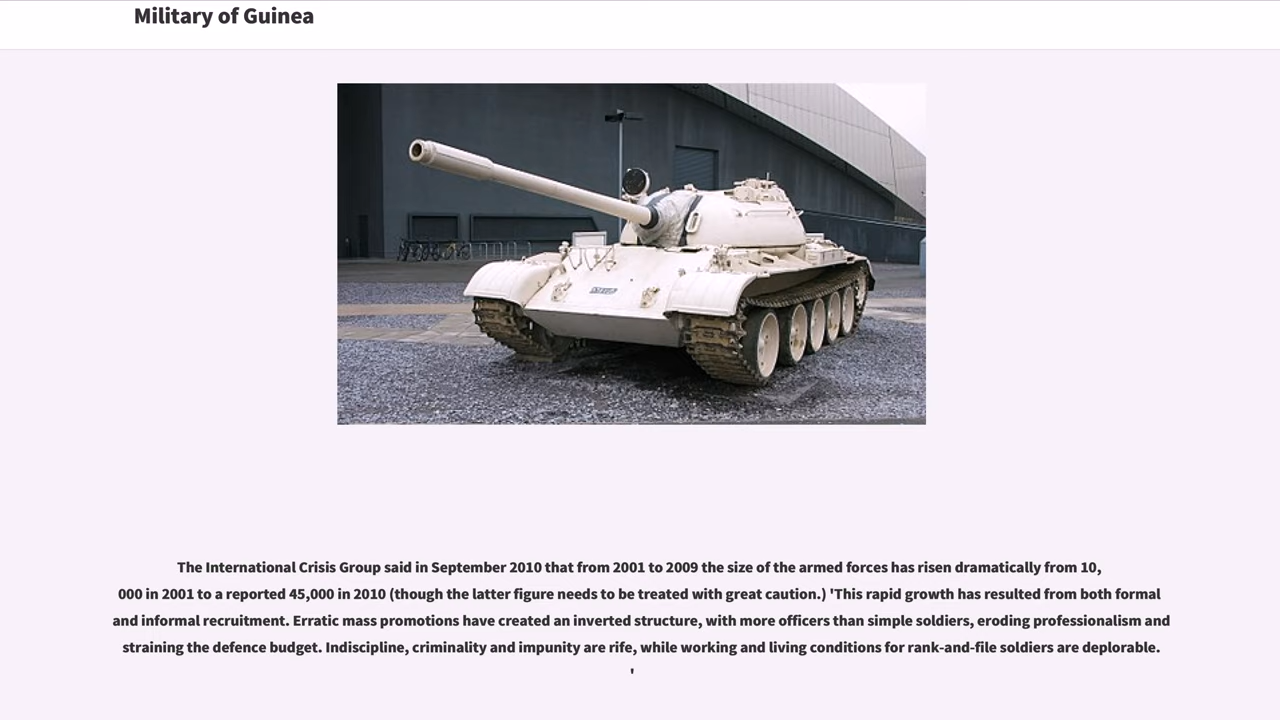 Military of Guinea
The International Crisis Group said in September 2010 that from 2001 to 2009 the size of the armed forces has risen dramatically from 10,
000 in 2001 to a reported 45,000 in 2010 (though the latter figure needs to be treated with great caution.) 'This rapid growth has resulted from both formal
and informal recruitment. Erratic mass promotions have created an inverted structure, with more officers than simple soldiers, eroding professionalism and
straining the defence budget. Indiscipline, criminality and impunity are rife, while working and living conditions for rank-and-file soldiers are deplorable.
'